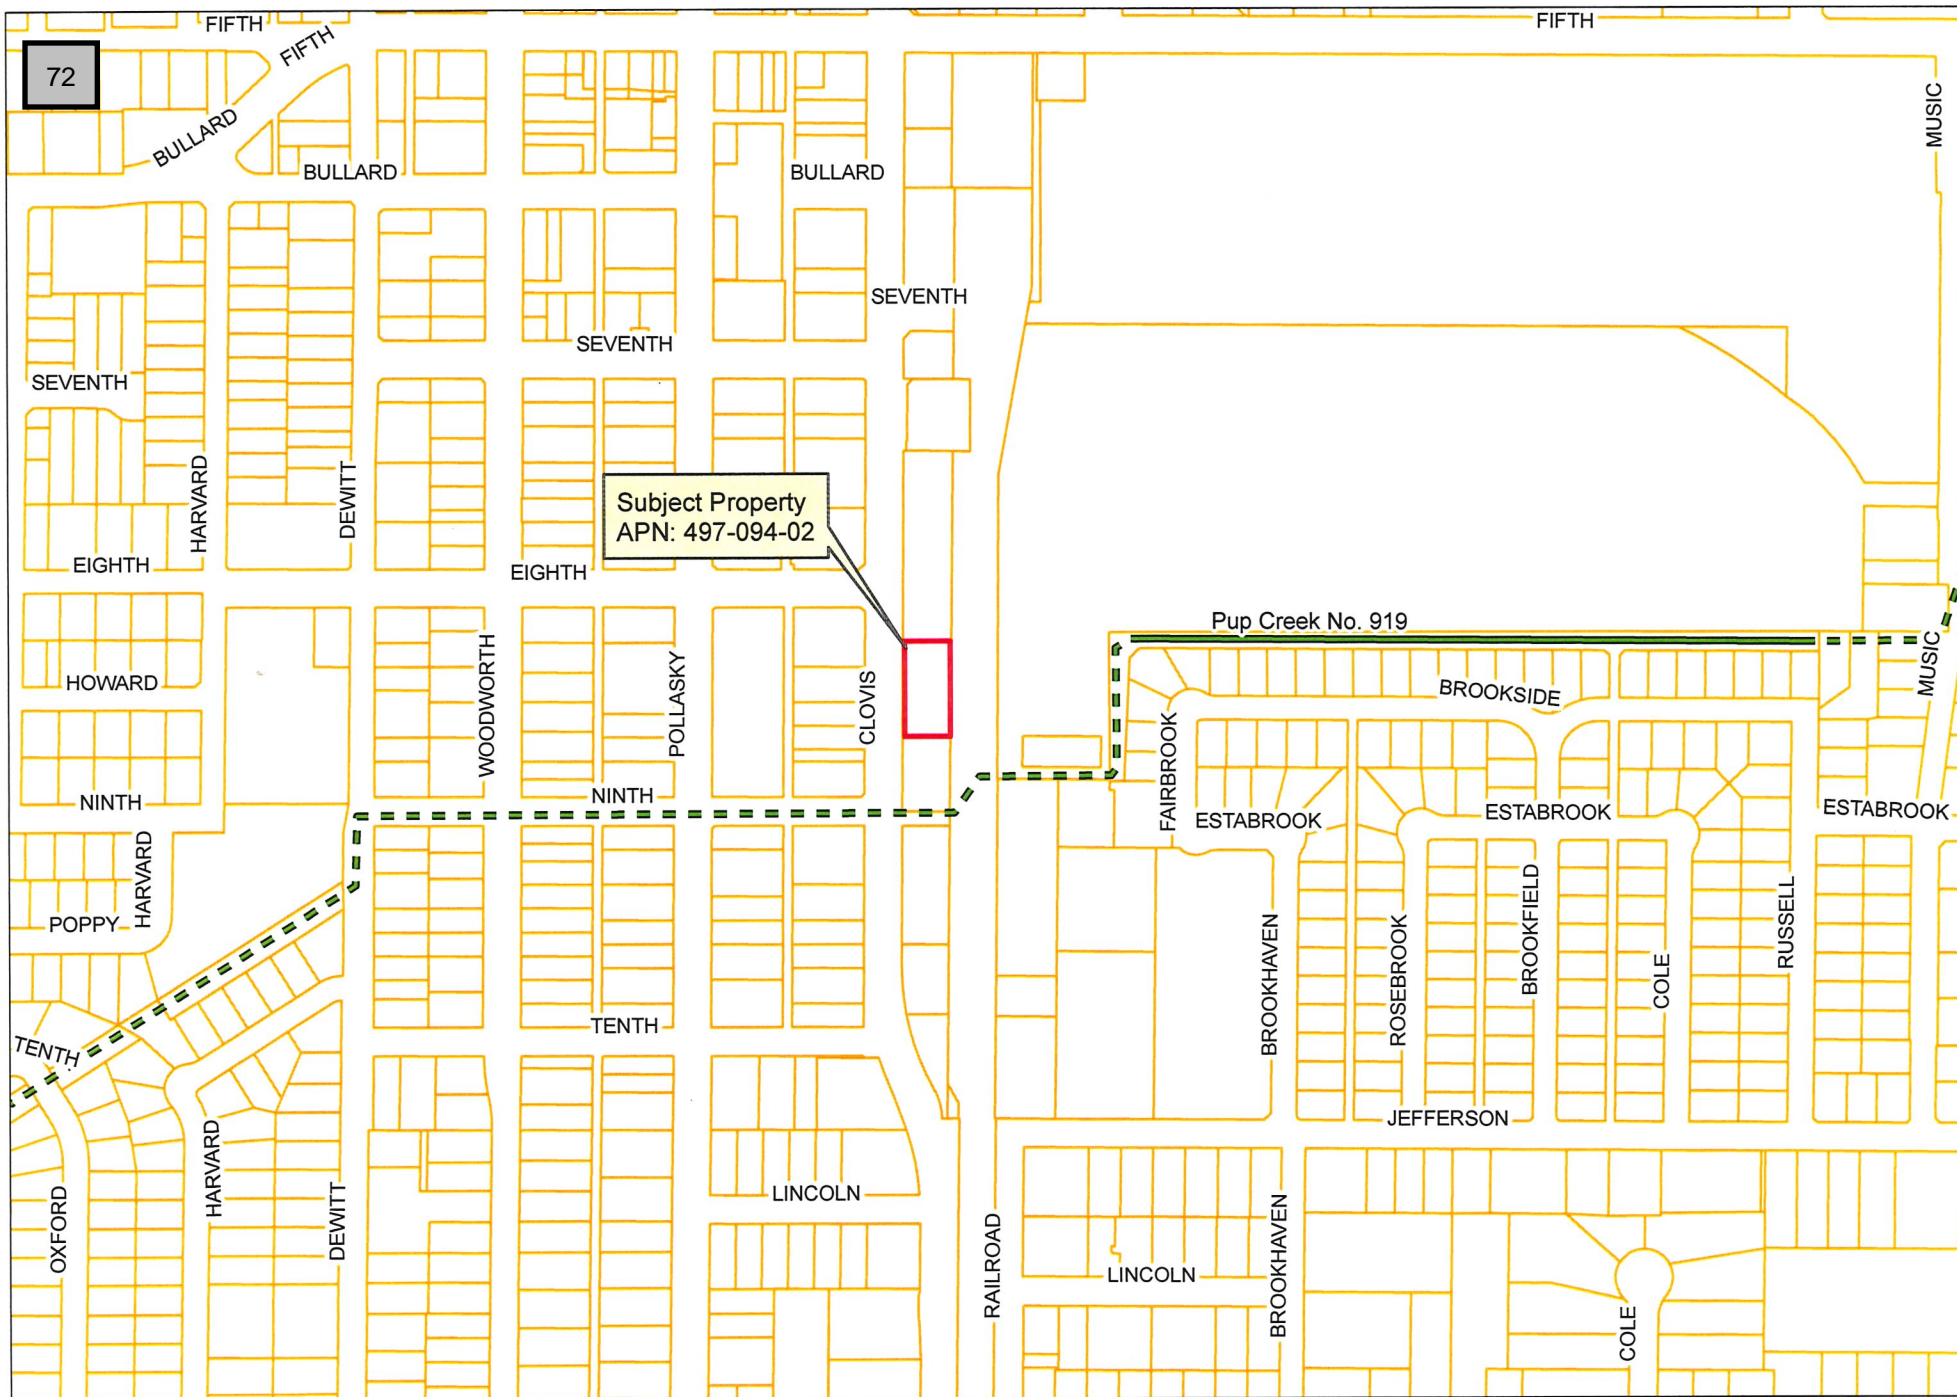 FIFTH
FIFTH
FIFTH
72
MUSIC
BULLARD
BULLARD
BULLARD
SEVENTH
SEVENTH
SEVENTH
HARVARD
DEWITT
Subject Property
APN: 497-094-02
EIGHTH
EIGHTH
Pup Creek No. 919
HOWARD
WOODWORTH
POLLASKY
CLOVIS
BROOKSIDE
MUSIC
FAIRBROOK
NINTH
NINTH
ESTABROOK
ESTABROOK
ESTABROOK
HARVARD
POPPY
BROOKHAVEN
ROSEBROOK
BROOKFIELD
COLE
RUSSELL
TENTH
TENTH
JEFFERSON
HARVARD
OXFORD
DEWITT
LINCOLN
RAILROAD
LINCOLN
BROOKHAVEN
COLE